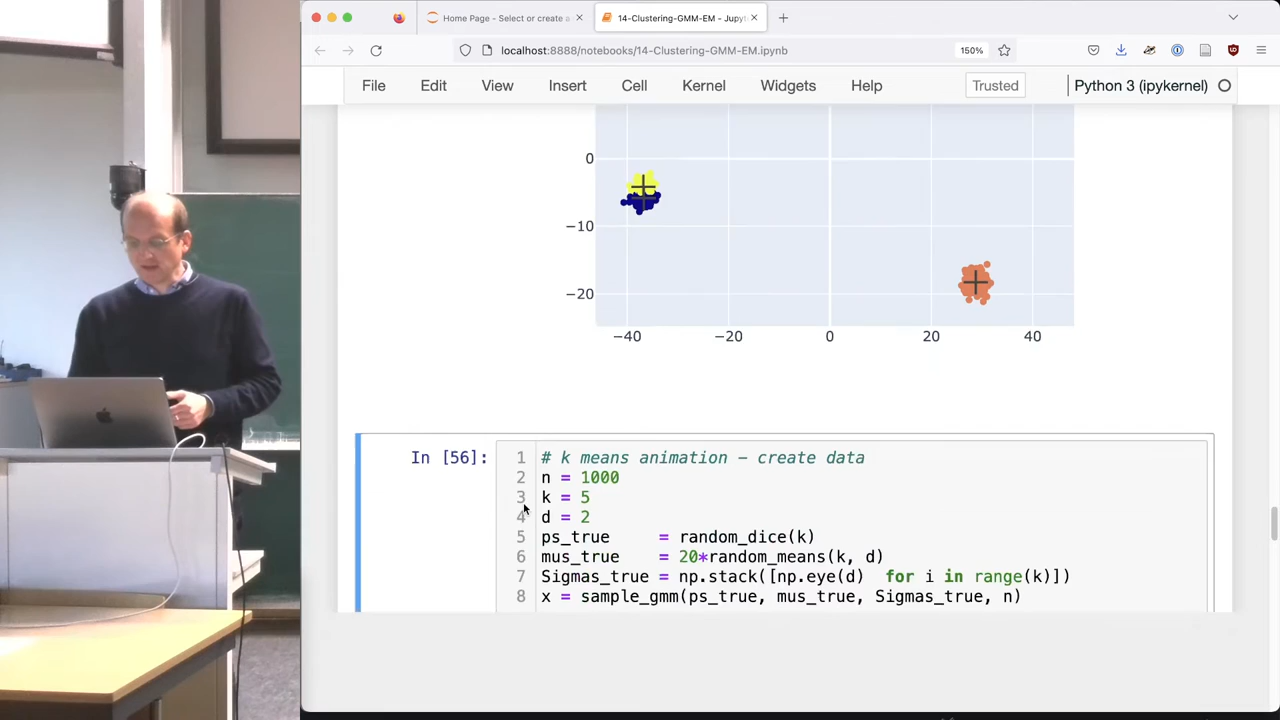 Home Page - Select or create a
14-Clustering-GMM-EM - Jupyt
localhost:8888/notebooks/14-Clustering-GMM-EM.ipynb
150%
File Edit View Insert Cell Kernel Widgets Help
Trusted
Python 3 (ipykernel)
0
−10
−20
−40 −20 0 20 40
In [56]:
1 # k means animation - create data
2 n = 1000
3 k = 5
4 d = 2
5 ps_true = random_dice(k)
6 mus_true = 20*random_means(k, d)
7 Sigmas_true = np.stack([np.eye(d) for i in range(k)])
8 x = sample_gmm(ps_true, mus_true, Sigmas_true, n)